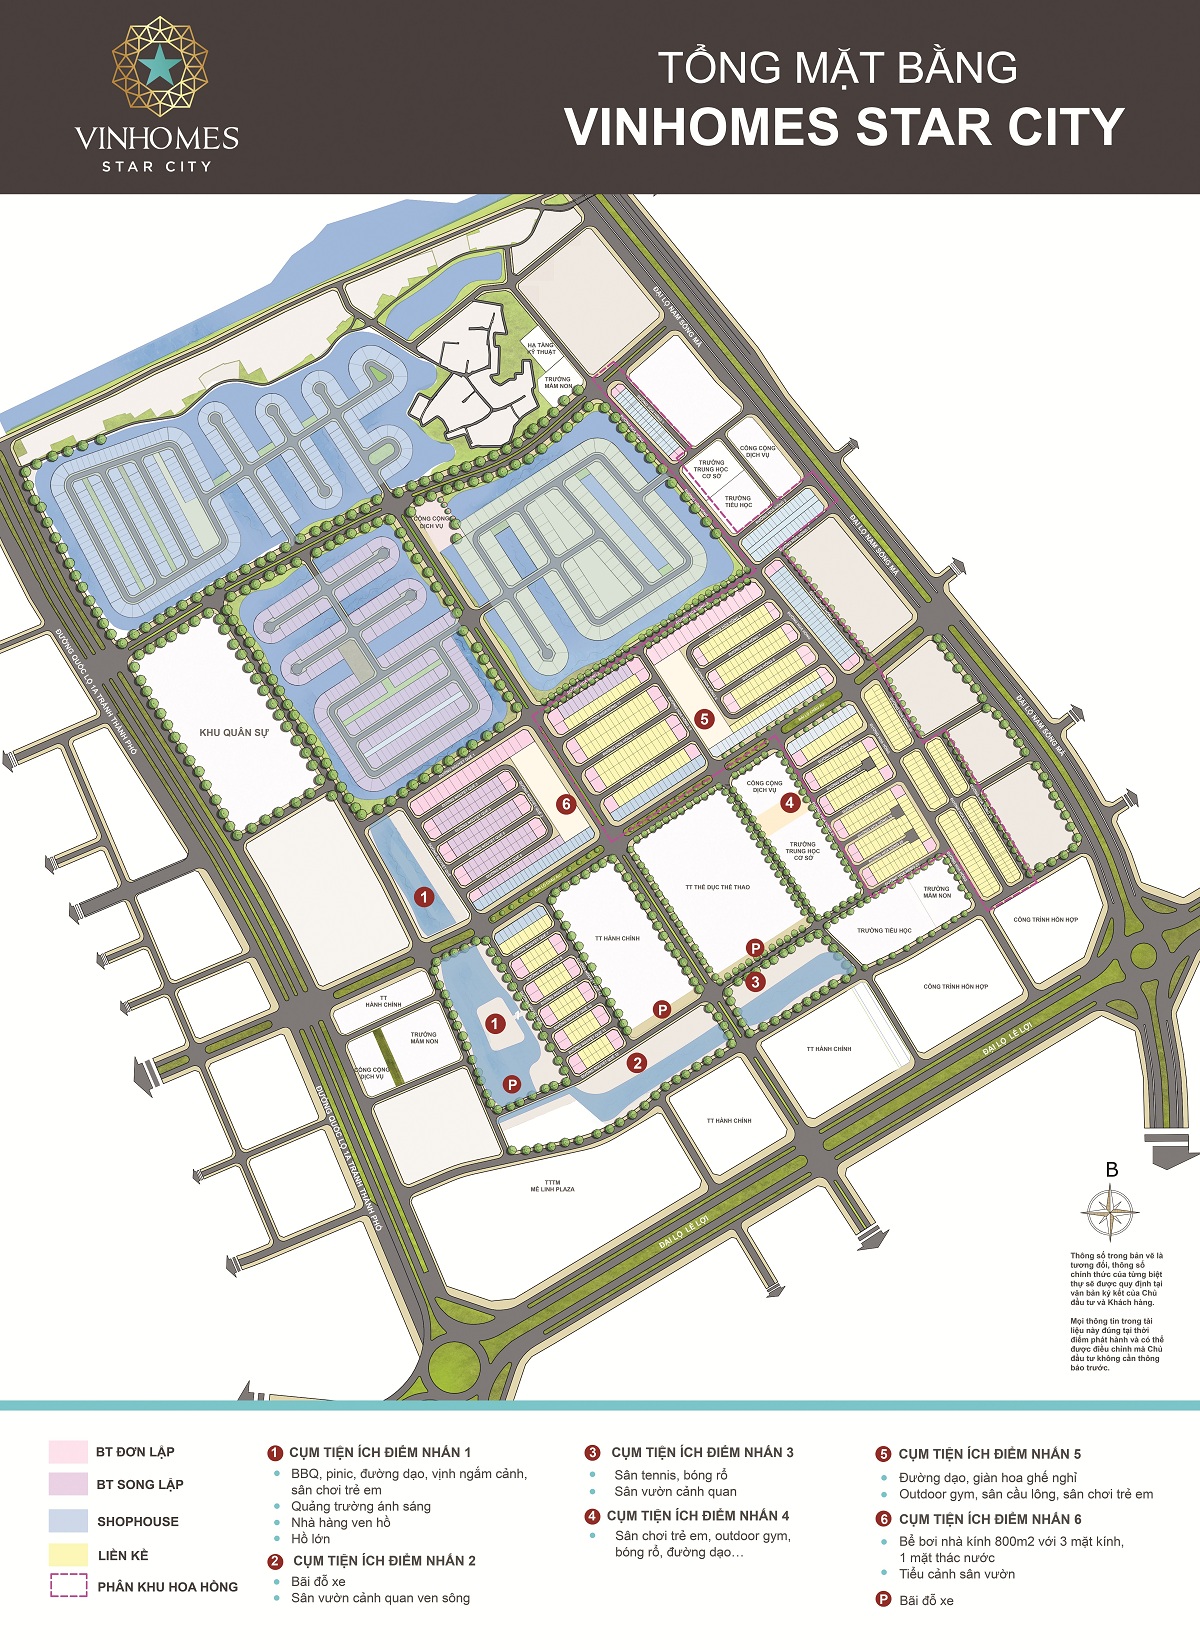 VINHOMES
STAR CITY
TỔNG MẶT BẰNG
VINHOMES STAR CITY
ĐẠI LỘ NAM SÔNG MÃ
HẠ TẦNG
KỸ THUẬT
TRƯỜNG
MẦM NON
CÔNG CỘNG
DỊCH VỤ
TRƯỜNG
TRUNG HỌC
CƠ SỞ
TRƯỜNG
TIỂU HỌC
CÔNG CỘNG
DỊCH VỤ
ĐẠI LỘ NAM SÔNG MÃ
ĐƯỜNG QUỐC LỘ 1A TRÁNH THÀNH PHỐ
KHU QUÂN SỰ
ĐẠI LỘ NAM SÔNG MÃ
5
6
CÔNG CỘNG
DỊCH VỤ
4
TRƯỜNG
TRUNG HỌC
CƠ SỞ
1
TT THỂ DỤC THỂ THAO
TRƯỜNG
MẦM NON
TRƯỜNG TIỂU HỌC
CÔNG TRÌNH HỖN HỢP
TT HÀNH CHÍNH
P
3
CÔNG TRÌNH HỖN HỢP
TT
HÀNH CHÍNH
P
1
TRƯỜNG
MẦM NON
CÔNG CỘNG
DỊCH VỤ
TT HÀNH CHÍNH
2
P
ĐẠI LỘ LÊ LỢI
ĐƯỜNG QUỐC LỘ 1A TRÁNH THÀNH PHỐ
TT HÀNH CHÍNH
TTTM
MÊ LINH PLAZA
ĐẠI LỘ LÊ LỢI
B
Thông số trong bản vẽ là
tương đối, thông số
chính thức của từng biệt
thự sẽ được quy định tại
văn bản ký kết của Chủ
đầu tư và Khách hàng.
Mọi thông tin trong tài
liệu này đúng tại thời
điểm phát hành và có thể
được điều chỉnh mà Chủ
đầu tư không cần thông
báo trước.
BT ĐƠN LẬP
BT SONG LẬP
SHOPHOUSE
LIỀN KỀ
PHÂN KHU HOA HỒNG
1 CỤM TIỆN ÍCH ĐIỂM NHẤN 1
BBQ, pinic, đường dạo, vịnh ngắm cảnh,
sân chơi trẻ em
Quảng trường ánh sáng
Nhà hàng ven hồ
Hồ lớn
2 CỤM TIỆN ÍCH ĐIỂM NHẤN 2
Bãi đỗ xe
Sân vườn cảnh quan ven sông
3 CỤM TIỆN ÍCH ĐIỂM NHẤN 3
Sân tennis, bóng rổ
Sân vườn cảnh quan
4 CỤM TIỆN ÍCH ĐIỂM NHẤN 4
Sân chơi trẻ em, outdoor gym,
bóng rổ, đường dạo…
5 CỤM TIỆN ÍCH ĐIỂM NHẤN 5
Đường dạo, giàn hoa ghế nghỉ
Outdoor gym, sân cầu lông, sân chơi trẻ em
6 CỤM TIỆN ÍCH ĐIỂM NHẤN 6
Bể bơi nhà kính 800m2 với 3 mặt kính,
1 mặt thác nước
Tiểu cảnh sân vườn
P Bãi đỗ xe